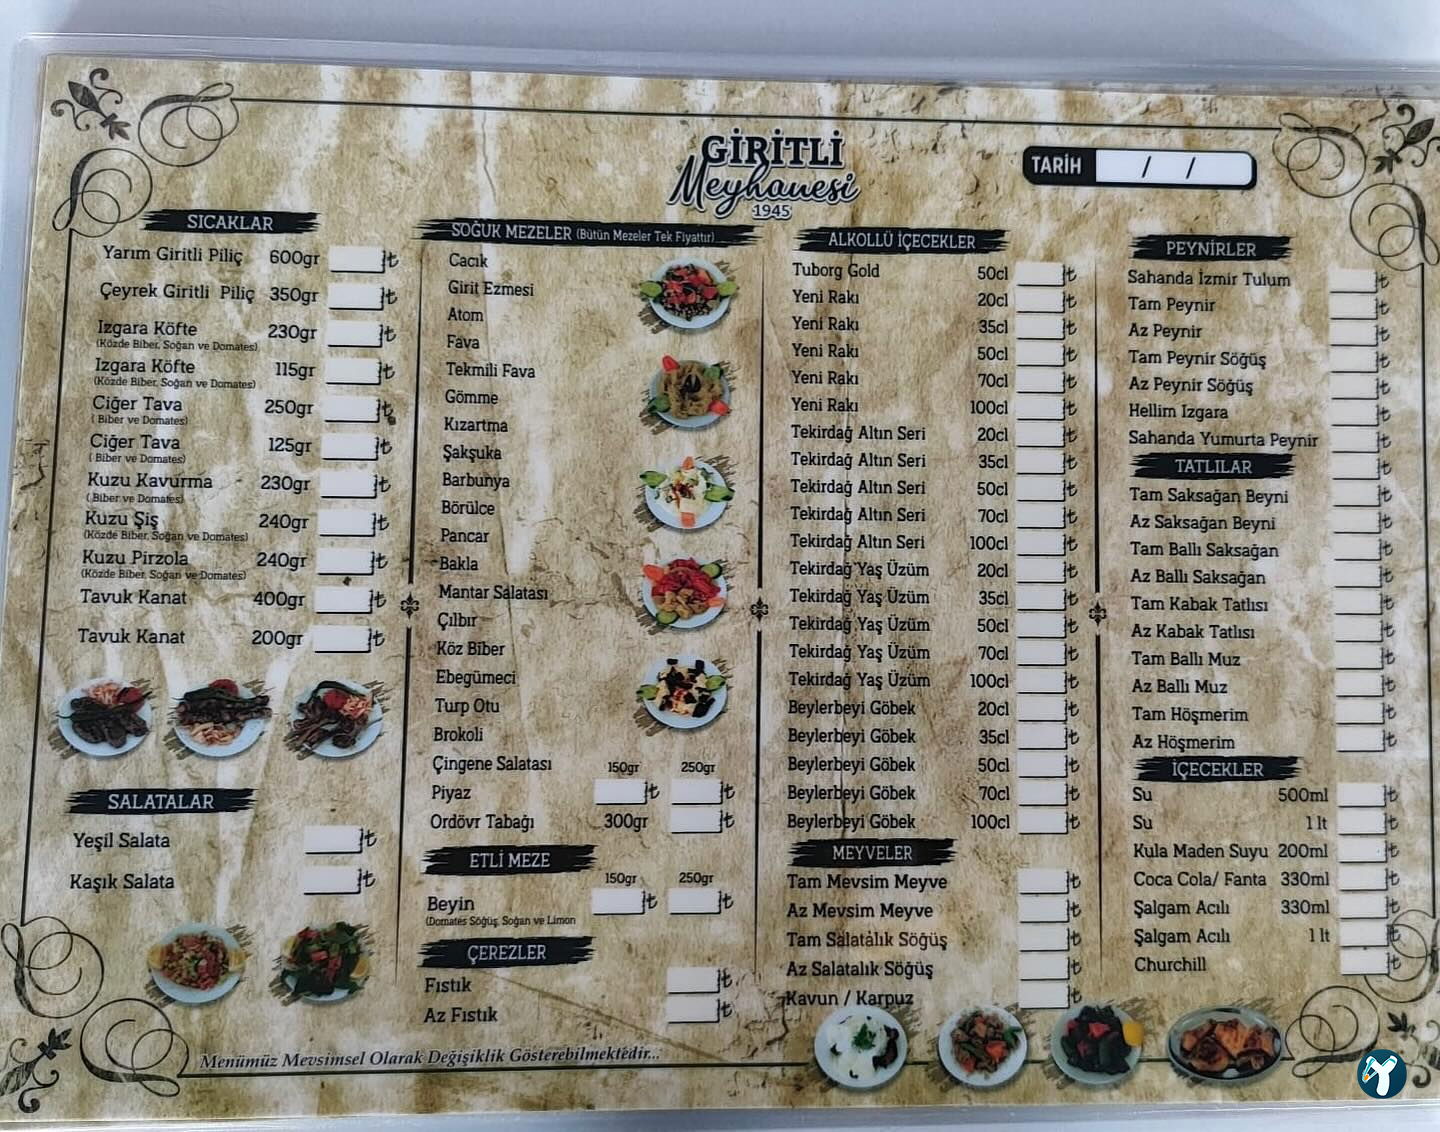 GİRİTLİ
Meyhanesi
1945
TARİH / /
SICAKLAR
Yarım Giritli Piliç 600gr ₺
Çeyrek Giritli Piliç 350gr ₺
Izgara Köfte 230gr ₺
(Közde Biber, Soğan ve Domates)
Izgara Köfte 115gr ₺
(Közde Biber, Soğan ve Domates)
Ciğer Tava 250gr ₺
( Biber ve Domates)
Ciğer Tava 125gr ₺
( Biber ve Domates)
Kuzu Kavurma 230gr ₺
( Biber ve Domates)
Kuzu Şiş 240gr ₺
(Közde Biber, Soğan ve Domates)
Kuzu Pirzola 240gr ₺
(Közde Biber, Soğan ve Domates)
Tavuk Kanat 400gr ₺
Tavuk Kanat 200gr ₺
SALATALAR
Yeşil Salata ₺
Kaşık Salata ₺
SOĞUK MEZELER (Bütün Mezeler Tek Fiyattır)
Cacık
Girit Ezmesi
Atom
Fava
Tekmili Fava
Gömme
Kızartma
Şakşuka
Barbunya
Börülce
Pancar
Bakla
Mantar Salatası
Çılbır
Köz Biber
Ebegümeci
Turp Otu
Brokoli
Çingene Salatası 150gr 250gr
Piyaz ₺ ₺
Ordövr Tabağı 300gr ₺
ETLİ MEZE
150gr 250gr
Beyin ₺ ₺
(Domates Söğüş, Soğan ve Limon
ÇEREZLER
Fıstık ₺
Az Fıstık ₺
ALKOLLÜ İÇECEKLER
Tuborg Gold 50cl ₺
Yeni Rakı 20cl ₺
Yeni Rakı 35cl ₺
Yeni Rakı 50cl ₺
Yeni Rakı 70cl ₺
Yeni Rakı 100cl ₺
Tekirdağ Altın Seri 20cl ₺
Tekirdağ Altın Seri 35cl ₺
Tekirdağ Altın Seri 50cl ₺
Tekirdağ Altın Seri 70cl ₺
Tekirdağ Altın Seri 100cl ₺
Tekirdağ Yaş Üzüm 20cl ₺
Tekirdağ Yaş Üzüm 35cl ₺
Tekirdağ Yaş Üzüm 50cl ₺
Tekirdağ Yaş Üzüm 70cl ₺
Tekirdağ Yaş Üzüm 100cl ₺
Beylerbeyi Göbek 20cl ₺
Beylerbeyi Göbek 35cl ₺
Beylerbeyi Göbek 50cl ₺
Beylerbeyi Göbek 70cl ₺
Beylerbeyi Göbek 100cl ₺
MEYVELER
Tam Mevsim Meyve ₺
Az Mevsim Meyve ₺
Tam Salatalık Söğüş ₺
Az Salatalık Söğüş ₺
Kavun / Karpuz ₺
PEYNİRLER
Sahanda İzmir Tulum ₺
Tam Peynir ₺
Az Peynir ₺
Tam Peynir Söğüş ₺
Az Peynir Söğüş ₺
Hellim Izgara ₺
Sahanda Yumurta Peynir ₺
TATLILAR ₺
Tam Saksağan Beyni ₺
Az Saksağan Beyni ₺
Tam Ballı Saksağan ₺
Az Ballı Saksağan ₺
Tam Kabak Tatlısı ₺
Az Kabak Tatlısı ₺
Tam Ballı Muz ₺
Az Ballı Muz ₺
Tam Höşmerim ₺
Az Höşmerim ₺
İÇECEKLER
Su 500ml ₺
Su 1 lt ₺
Kula Maden Suyu 200ml ₺
Coca Cola/ Fanta 330ml ₺
Şalgam Acılı 330ml ₺
Şalgam Acılı 1 lt ₺
Churchill ₺
Menümüz Mevsimsel Olarak Değişiklik Gösterebilmektedir...